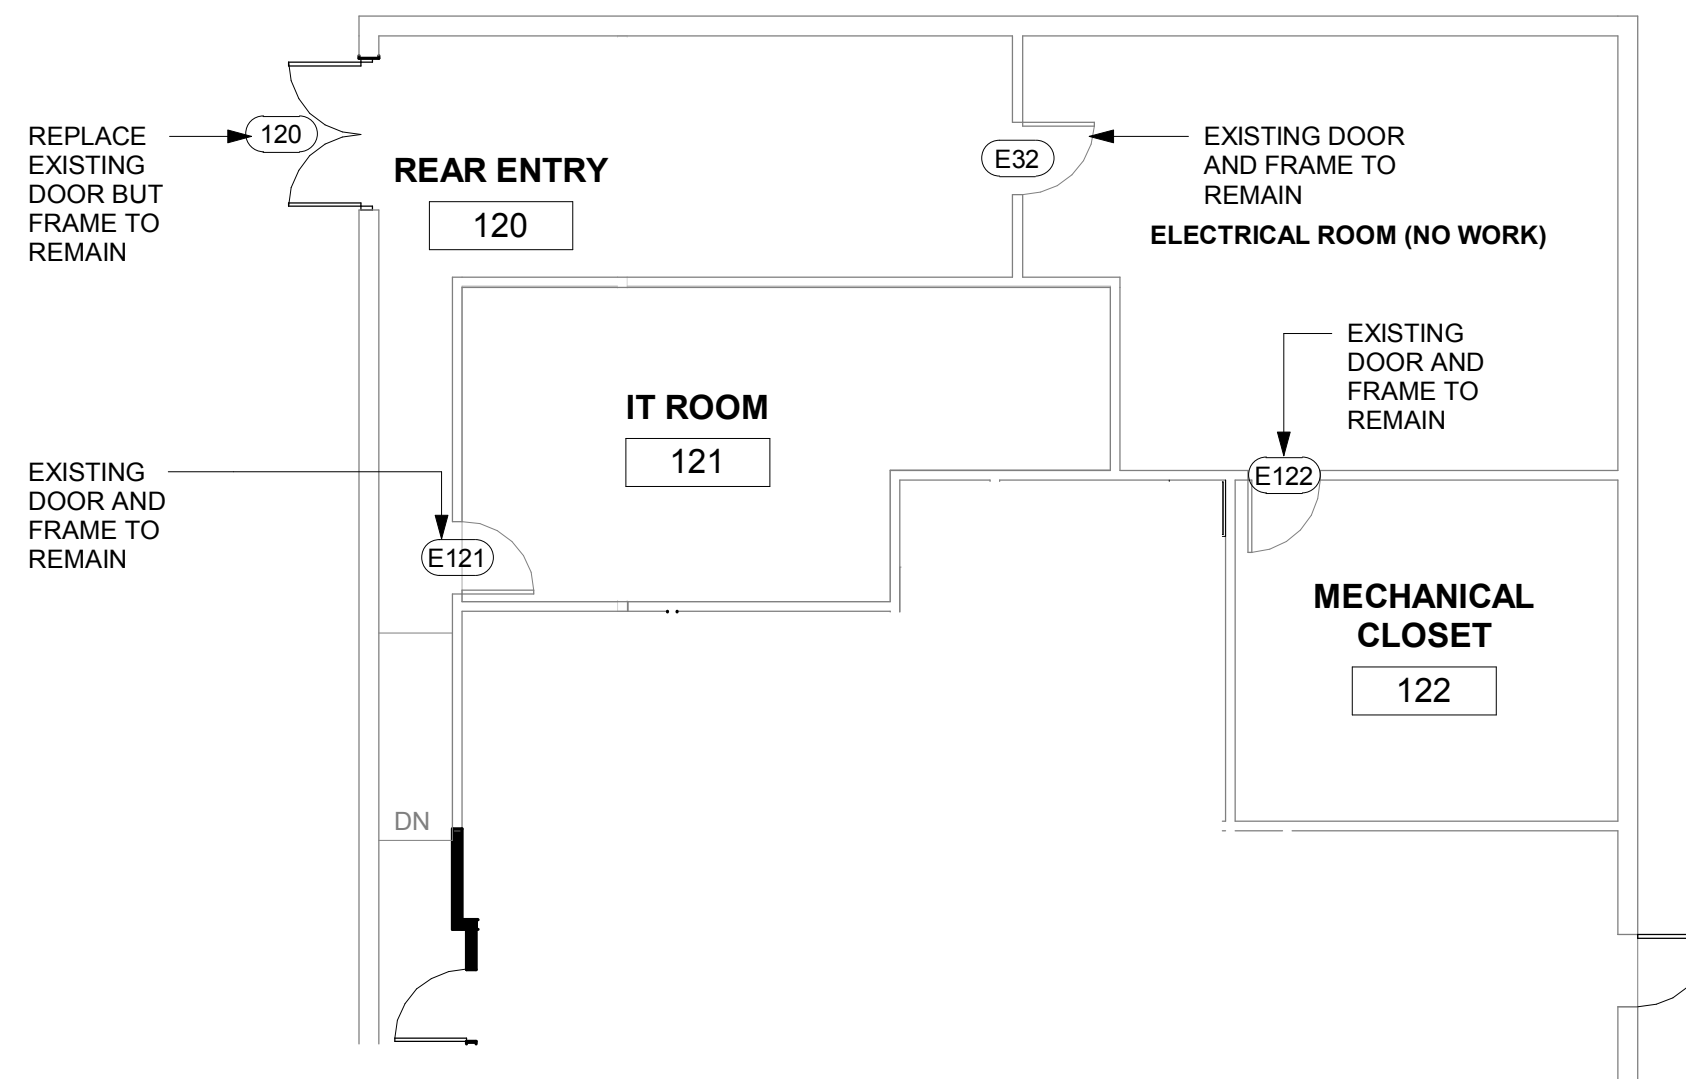 REPLACE
EXISTING
DOOR BUT
FRAME TO
REMAIN
120
REAR ENTRY
120
E32
EXISTING DOOR
AND FRAME TO
REMAIN
ELECTRICAL ROOM (NO WORK)
EXISTING
DOOR AND
FRAME TO
REMAIN
IT ROOM
121
EXISTING
DOOR AND
FRAME TO
REMAIN
E121
E122
MECHANICAL
CLOSET
122
DN